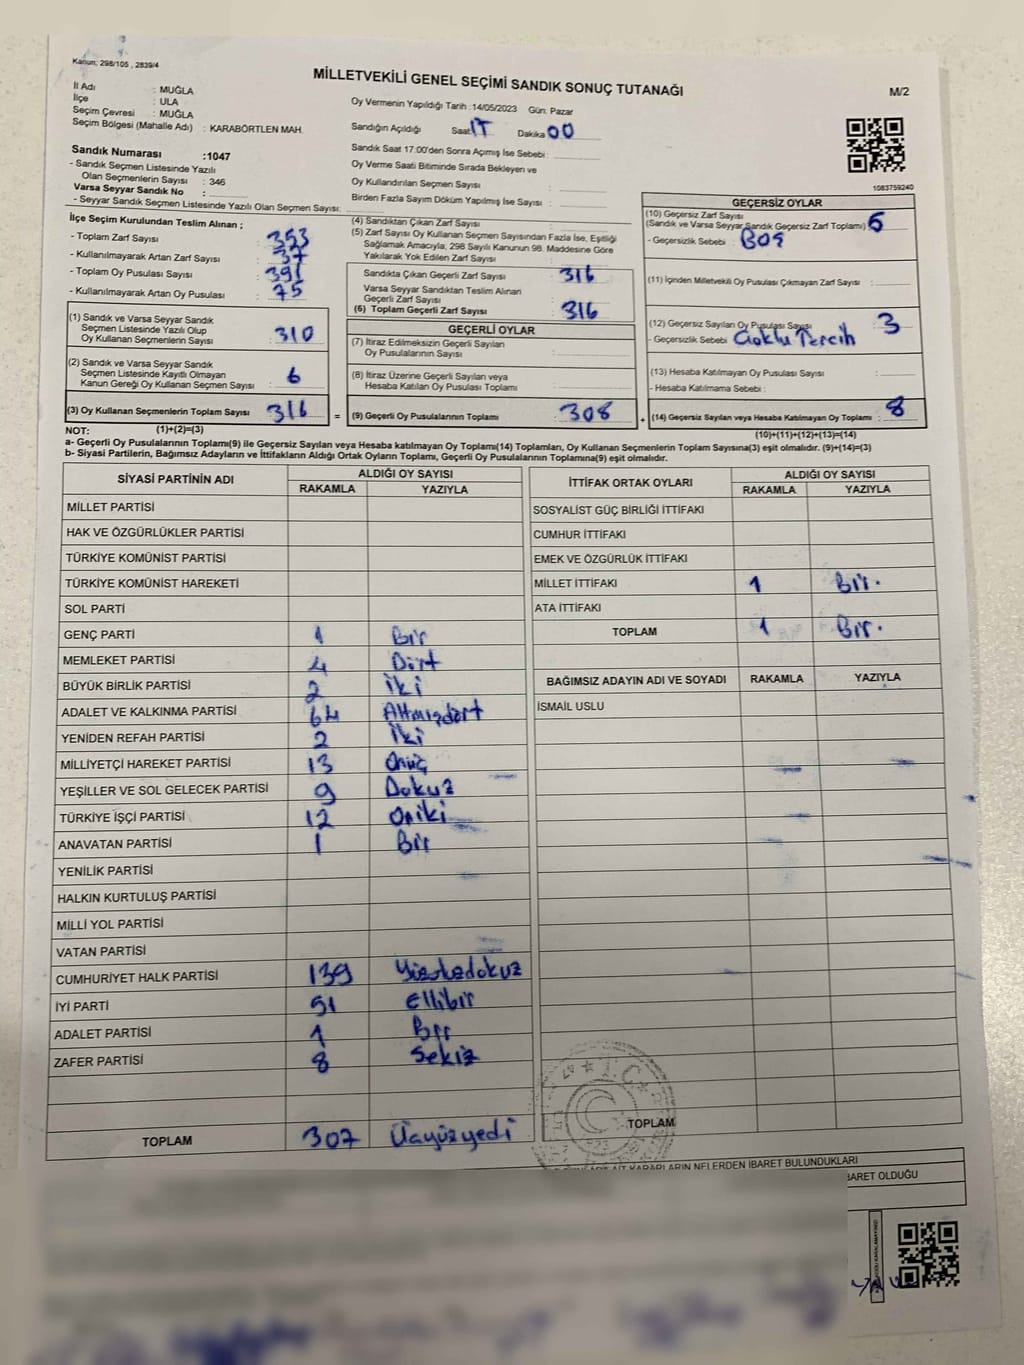 Kanun: 298/105 , 2839/4
MİLLETVEKİLİ GENEL SEÇİMİ SANDIK SONUÇ TUTANAĞI
M/2
İl Adı : MUĞLA
İlçe : ULA
Seçim Çevresi : MUĞLA
Seçim Bölgesi (Mahalle Adı) : KARABÖRTLEN MAH.
Oy Vermenin Yapıldığı Tarih :14/05/2023 Gün: Pazar
Sandığın Açıldığı Saat 17 Dakika 00
Sandık Saat 17:00'den Sonra Açılmış İse Sebebi :
Oy Verme Saati Bitiminde Sırada Bekleyen ve
Oy Kullandırılan Seçmen Sayısı :
Birden Fazla Sayım Döküm Yapılmış İse Sayısı :
Sandık Numarası :1047
- Sandık Seçmen Listesinde Yazılı
Olan Seçmenlerin Sayısı : 346
Varsa Seyyar Sandık No :
- Seyyar Sandık Seçmen Listesinde Yazılı Olan Seçmen Sayısı:
1083759240
İlçe Seçim Kurulundan Teslim Alınan ;
- Toplam Zarf Sayısı : 353
- Kullanılmayarak Artan Zarf Sayısı : 37
- Toplam Oy Pusulası Sayısı : 391
- Kullanılmayarak Artan Oy Pusulası : 75
(1) Sandık ve Varsa Seyyar Sandık
Seçmen Listesinde Yazılı Olup
Oy Kullanan Seçmenlerin Sayısı : 310
(2) Sandık ve Varsa Seyyar Sandık
Seçmen Listesinde Kayıtlı Olmayan
Kanun Gereği Oy Kullanan Seçmen Sayısı : 6
(3) Oy Kullanan Seçmenlerin Toplam Sayısı : 316 =
(4) Sandıktan Çıkan Zarf Sayısı :
(5) Zarf Sayısı Oy Kullanan Seçmen Sayısından Fazla İse, Eşitliği
Sağlamak Amacıyla, 298 Sayılı Kanunun 98. Maddesine Göre
Yakılarak Yok Edilen Zarf Sayısı :
Sandıkta Çıkan Geçerli Zarf Sayısı : 316
Varsa Seyyar Sandıktan Teslim Alınan
Geçerli Zarf Sayısı :
(6) Toplam Geçerli Zarf Sayısı : 316
GEÇERLİ OYLAR
(7) İtiraz Edilmeksizin Geçerli Sayılan
Oy Pusulalarının Sayısı :
(8) İtiraz Üzerine Geçerli Sayılan veya
Hesaba Katılan Oy Pusulası Toplamı :
(9) Geçerli Oy Pusulalarının Toplamı : 308 +
GEÇERSİZ OYLAR
(10) Geçersiz Zarf Sayısı
(Sandık ve Varsa Seyyar Sandık Geçersiz Zarf Toplamı) : 5
- Geçersizlik Sebebi : BOŞ
(11) İçinden Milletvekili Oy Pusulası Çıkmayan Zarf Sayısı :
(12) Geçersiz Sayılan Oy Pusulası Sayısı : 3
- Geçersizlik Sebebi : Çoklu Tercih
(13) Hesaba Katılmayan Oy Pusulası Sayısı :
- Hesaba Katılmama Sebebi :
(14) Geçersiz Sayılan veya Hesaba Katılmayan Oy Toplamı : 8
NOT: (1)+(2)=(3)
(10)+(11)+(12)+(13)=(14)
a- Geçerli Oy Pusulalarının Toplamı(9) ile Geçersiz Sayılan veya Hesaba katılmayan Oy Toplamı(14) Toplamları, Oy Kullanan Seçmenlerin Toplam Sayısına(3) eşit olmalıdır. (9)+(14)=(3)
b- Siyasi Partilerin, Bağımsız Adayların ve İttifakların Aldığı Ortak Oyların Toplamı, Geçerli Oy Pusulalarının Toplamına(9) eşit olmalıdır.
SİYASİ PARTİNİN ADI ALDIĞI OY SAYISI
RAKAMLA YAZIYLA
MİLLET PARTİSİ
HAK VE ÖZGÜRLÜKLER PARTİSİ
TÜRKİYE KOMÜNİST PARTİSİ
TÜRKİYE KOMÜNİST HAREKETİ
SOL PARTİ
GENÇ PARTİ 1 Bir
MEMLEKET PARTİSİ 4 Dört
BÜYÜK BİRLİK PARTİSİ 2 İki
ADALET VE KALKINMA PARTİSİ 64 Altmışdört
YENİDEN REFAH PARTİSİ 2 İki
MİLLİYETÇİ HAREKET PARTİSİ 13 Onüç
YEŞİLLER VE SOL GELECEK PARTİSİ 9 Dokuz
TÜRKİYE İŞÇİ PARTİSİ 12 Oniki
ANAVATAN PARTİSİ 1 Bir
YENİLİK PARTİSİ
HALKIN KURTULUŞ PARTİSİ
MİLLİ YOL PARTİSİ
VATAN PARTİSİ
CUMHURİYET HALK PARTİSİ 139 Yüzotuzdokuz
İYİ PARTİ 51 Ellibir
ADALET PARTİSİ 1 Bir
ZAFER PARTİSİ 8 Sekiz
TOPLAM 307 Üçyüzyedi
İTTİFAK ORTAK OYLARI ALDIĞI OY SAYISI
RAKAMLA YAZIYLA
SOSYALİST GÜÇ BİRLİĞİ İTTİFAKI
CUMHUR İTTİFAKI
EMEK VE ÖZGÜRLÜK İTTİFAKI
MİLLET İTTİFAKI 1 Bir.
ATA İTTİFAKI
TOPLAM 1 Bir.
BAĞIMSIZ ADAYIN ADI VE SOYADI RAKAMLA YAZIYLA
İSMAİL USLU
TOPLAM
T.C
KARARLARIN NELERDEN İBARET BULUNDUKLARI
İBARET OLDUĞU